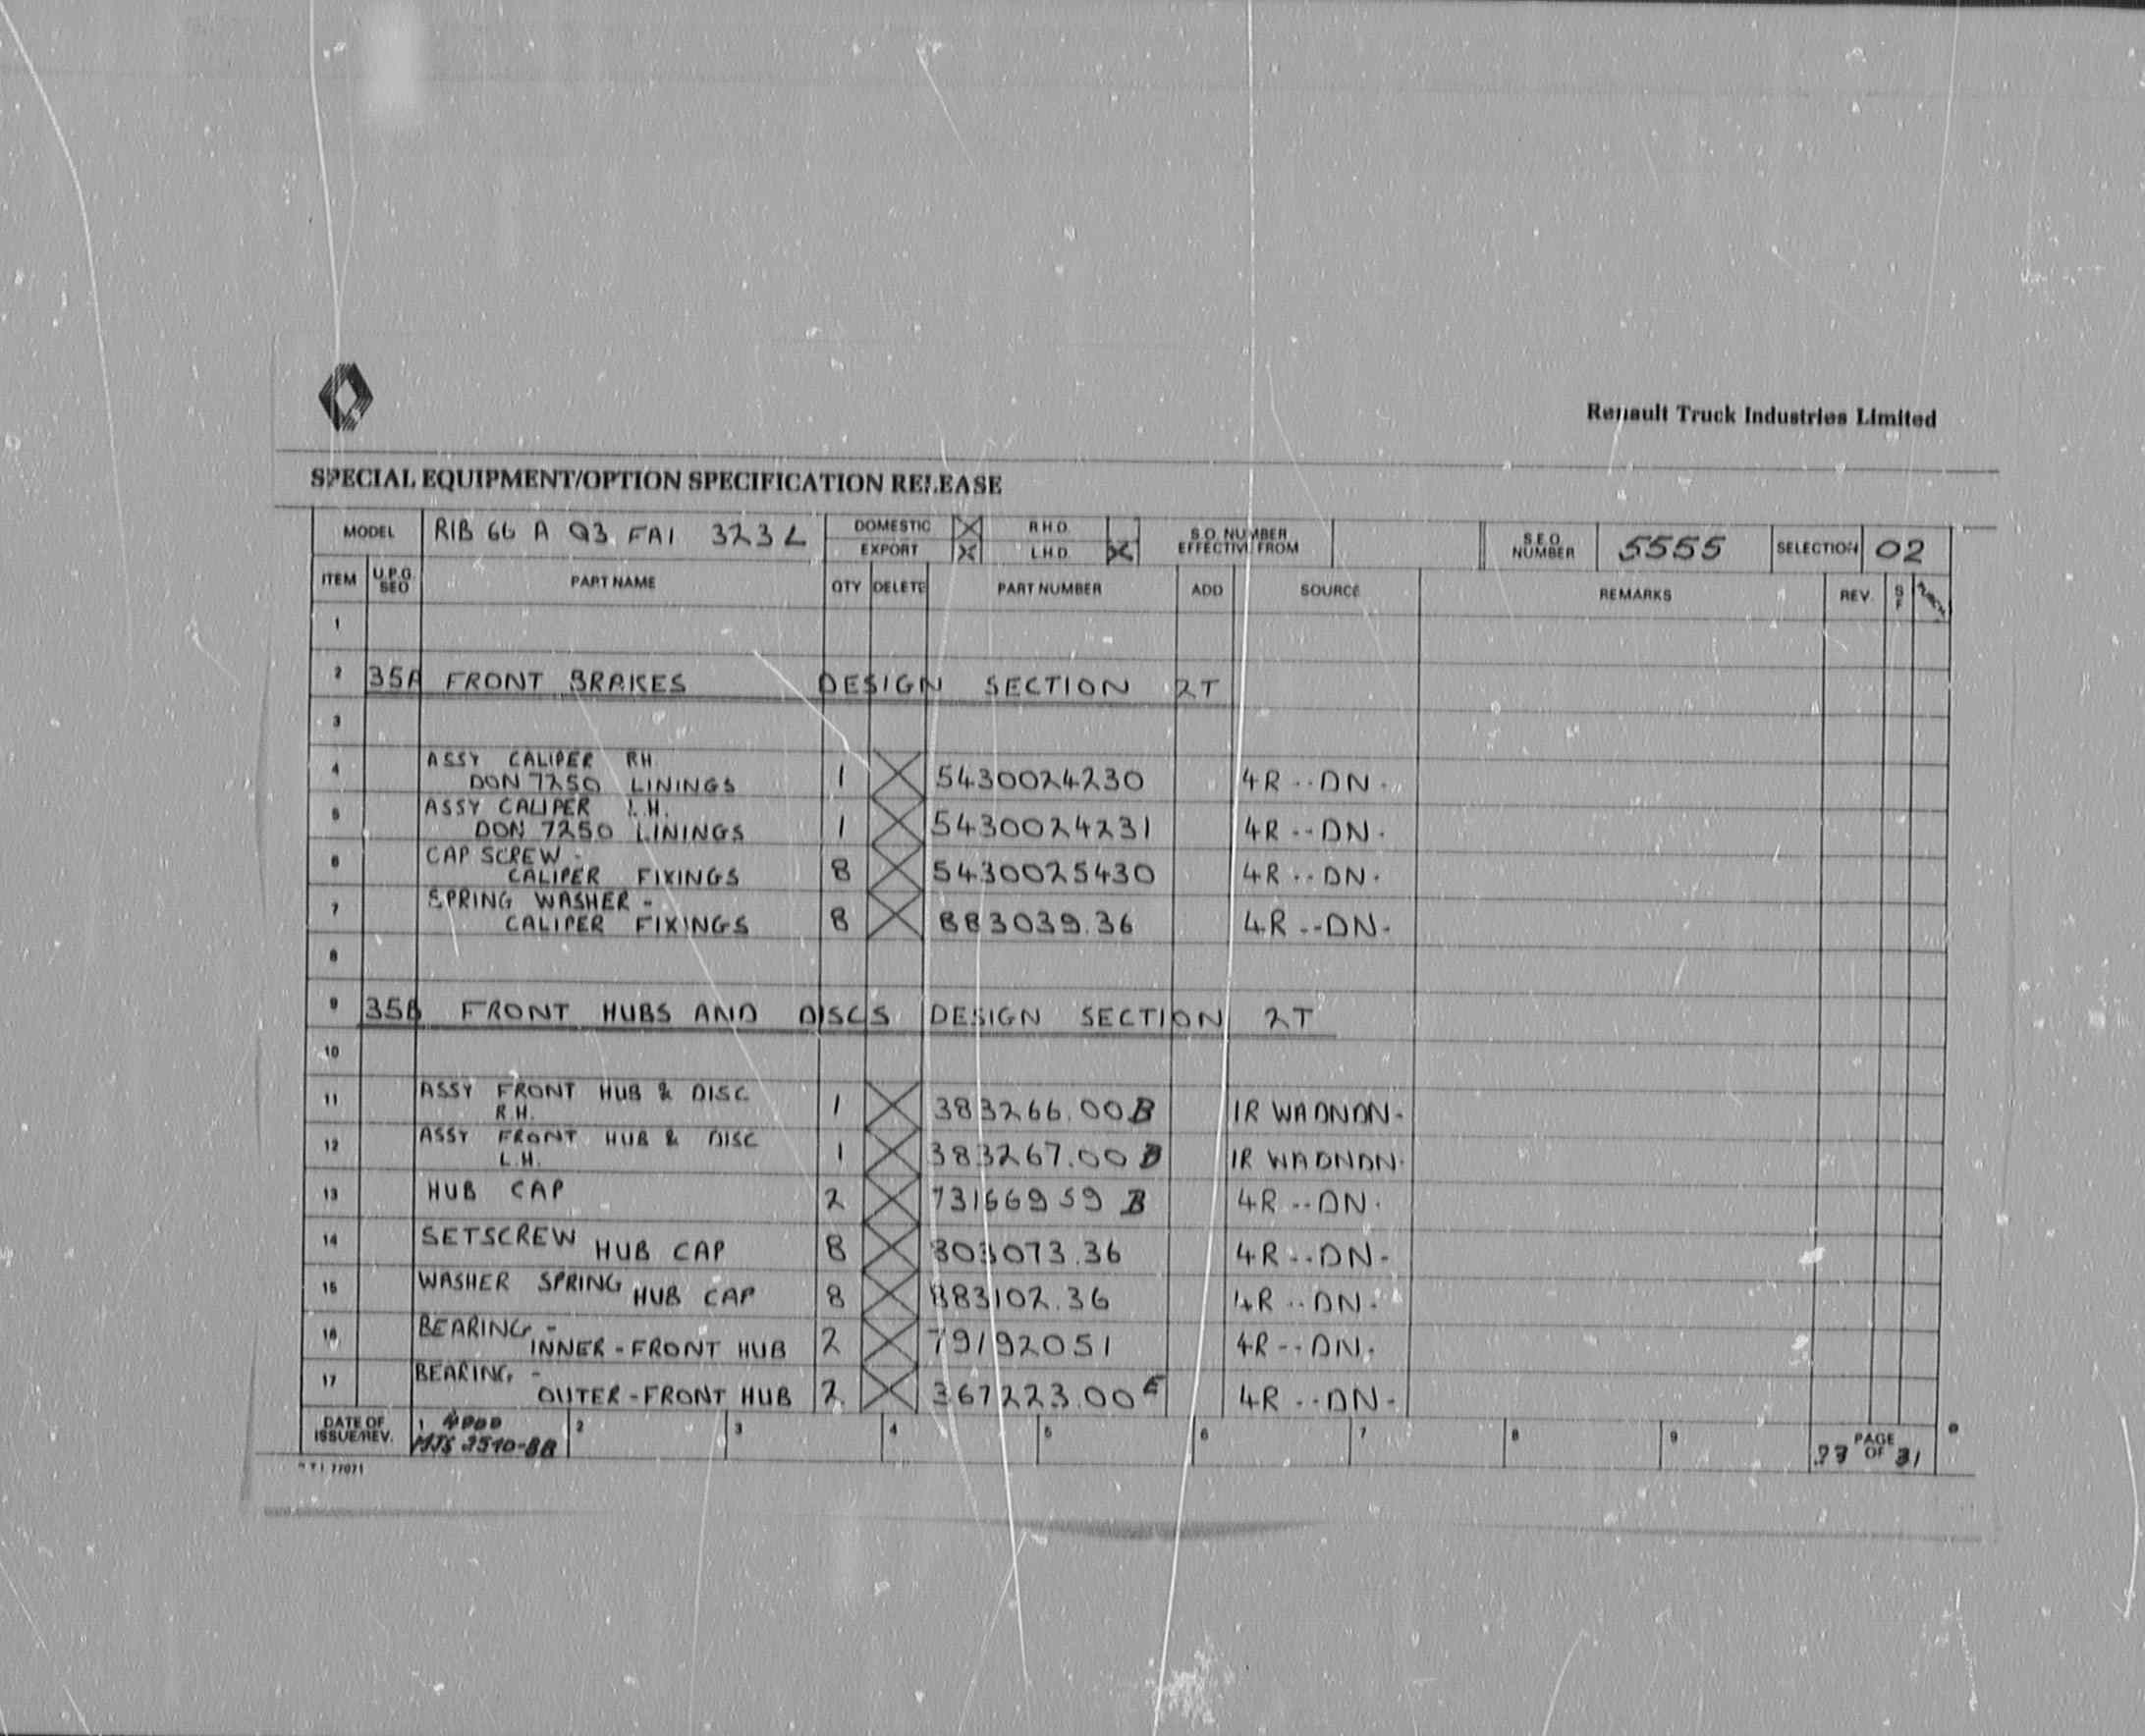 Renault Truck Industries Limited
SPECIAL EQUIPMENT/OPTION SPECIFICATION RELEASE
MODEL RIB 66 A Q3 FAI 323L DOMESTIC X R.H.D. S.O. NUMBER EFFECTIVE FROM S.E.O. NUMBER 5555 SELECTION 02
EXPORT X L.H.D. X
ITEM U.P.G. SEQ PART NAME QTY DELETE PART NUMBER ADD SOURCE REMARKS REV. S F
1
2 35A FRONT BRAKES DESIGN SECTION 2T
3
4 ASSY CALIPER RH
DON 7250 LININGS 1 X 5430024230 4R--DN-
5 ASSY CALIPER L.H.
DON 7250 LININGS 1 X 5430024231 4R--DN-
6 CAP SCREW -
CALIPER FIXINGS 8 X 5430025430 4R--DN-
7 SPRING WASHER -
CALIPER FIXINGS 8 X 883039.36 4R--DN-
8
9 35B FRONT HUBS AND DISCS DESIGN SECTION 2T
10
11 ASSY FRONT HUB & DISC
R.H. 1 X 383266.00B 1R WADNDN-
12 ASSY FRONT HUB & DISC
L.H. 1 X 383267.00B 1R WADNDN-
13 HUB CAP 2 X 73166959 B 4R--DN-
14 SETSCREW HUB CAP 8 X 803073.36 4R--DN-
15 WASHER SPRING HUB CAP 8 X 883102.36 4R--DN-
16 BEARING -
INNER-FRONT HUB 2 X 79192051 4R--DN-
17 BEARING -
OUTER-FRONT HUB 2 X 367223.00E 4R--DN-
DATE OF ISSUE/REV. 1 2 3 4 5 6 7 8 9 PAGE 23 OF 31
77071